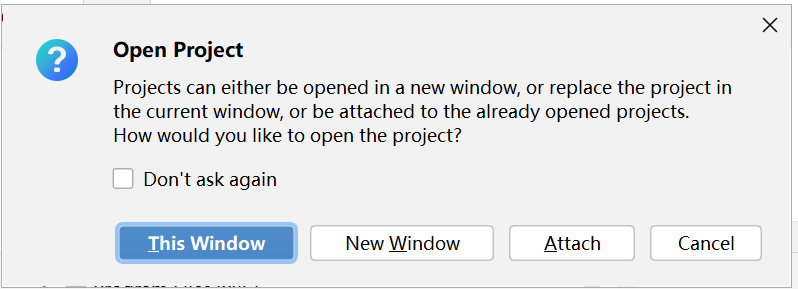 Open Project
Projects can either be opened in a new window, or replace the project in
the current window, or be attached to the already opened projects.
How would you like to open the project?
Don't ask again
This Window New Window Attach Cancel